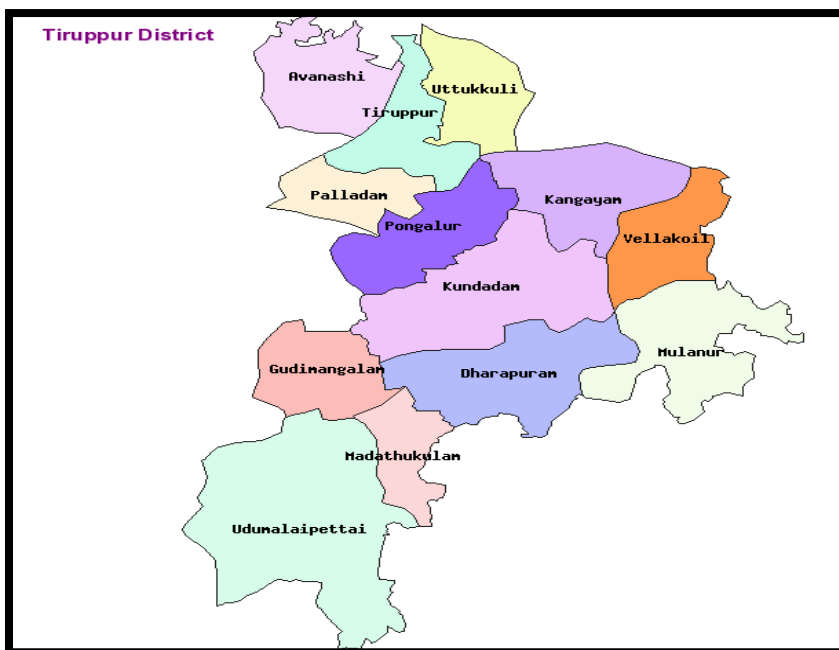 Tiruppur District
Avanashi
Uttukkuli
Tiruppur
Palladam
Kangayam
Pongalur
Vellakoil
Kundadam
Mulanur
Gudimangalam
Dharapuram
Madathukulam
Udumalaipettai